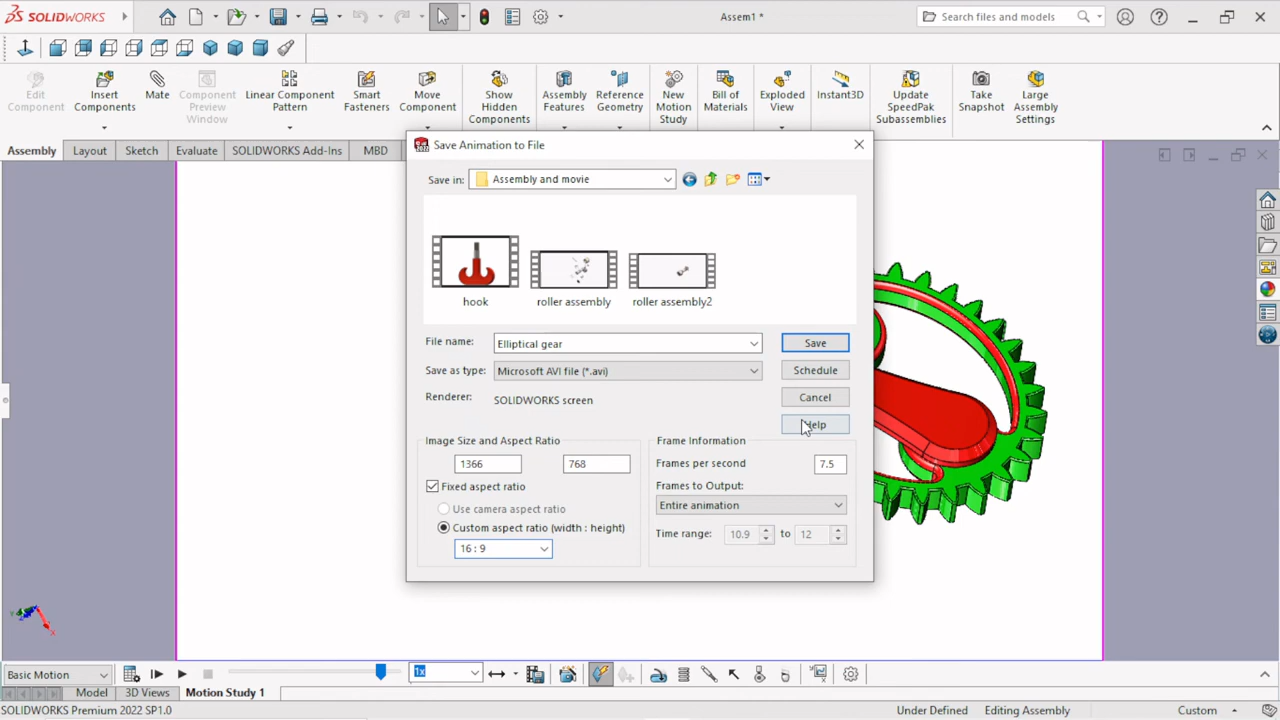 SOLIDWORKS
Assem1 *
Search files and models
Edit Component
Insert Components
Mate
Component Preview Window
Linear Component Pattern
Smart Fasteners
Move Component
Show Hidden Components
Assembly Features
Reference Geometry
New Motion Study
Bill of Materials
Exploded View
Instant3D
Update SpeedPak Subassemblies
Take Snapshot
Large Assembly Settings
Assembly
Layout
Sketch
Evaluate
SOLIDWORKS Add-Ins
MBD
Save Animation to File
Save in:
Assembly and movie
hook
roller assembly
roller assembly2
File name:
Elliptical gear
Save
Save as type:
Microsoft AVI file (*.avi)
Schedule
Renderer:
SOLIDWORKS screen
Cancel
Help
Image Size and Aspect Ratio
1366
768
Fixed aspect ratio
Use camera aspect ratio
Custom aspect ratio (width : height)
16 : 9
Frame Information
Frames per second
7.5
Frames to Output:
Entire animation
Time range:
10.9
to
12
Y
X
Basic Motion
1x
Model
3D Views
Motion Study 1
SOLIDWORKS Premium 2022 SP1.0
Under Defined
Editing Assembly
Custom